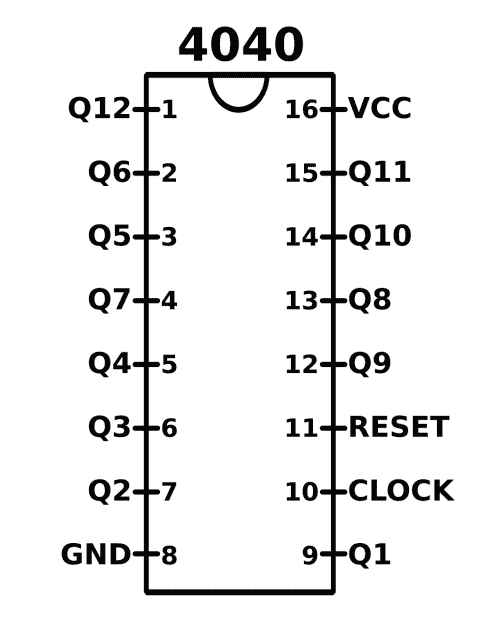 4040
Q12 1 16 VCC
Q6 2 15 Q11
Q5 3 14 Q10
Q7 4 13 Q8
Q4 5 12 Q9
Q3 6 11 RESET
Q2 7 10 CLOCK
GND 8 9 Q1